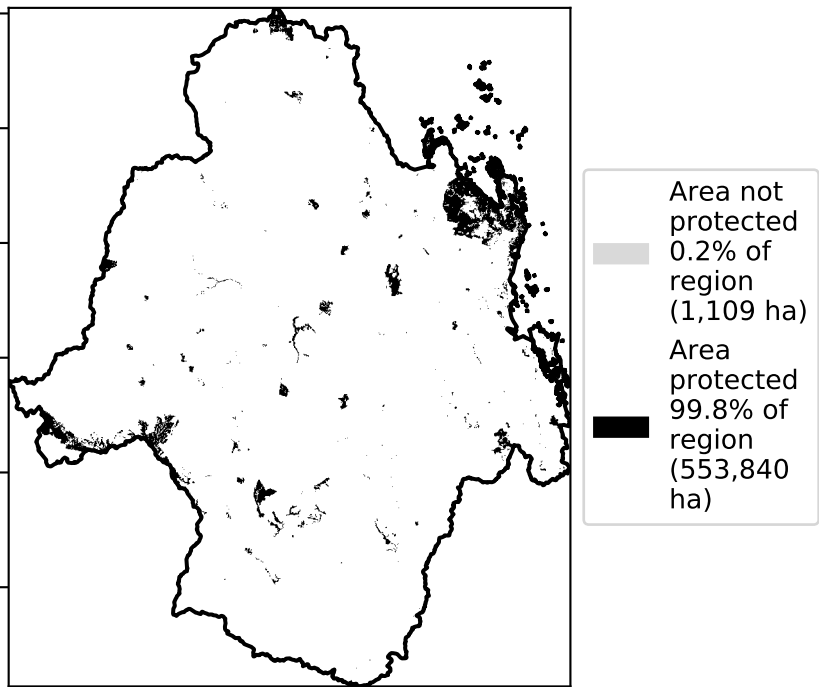 Area not
protected
0.2% of
region
(1,109 ha)
Area
protected
99.8% of
region
(553,840
ha)